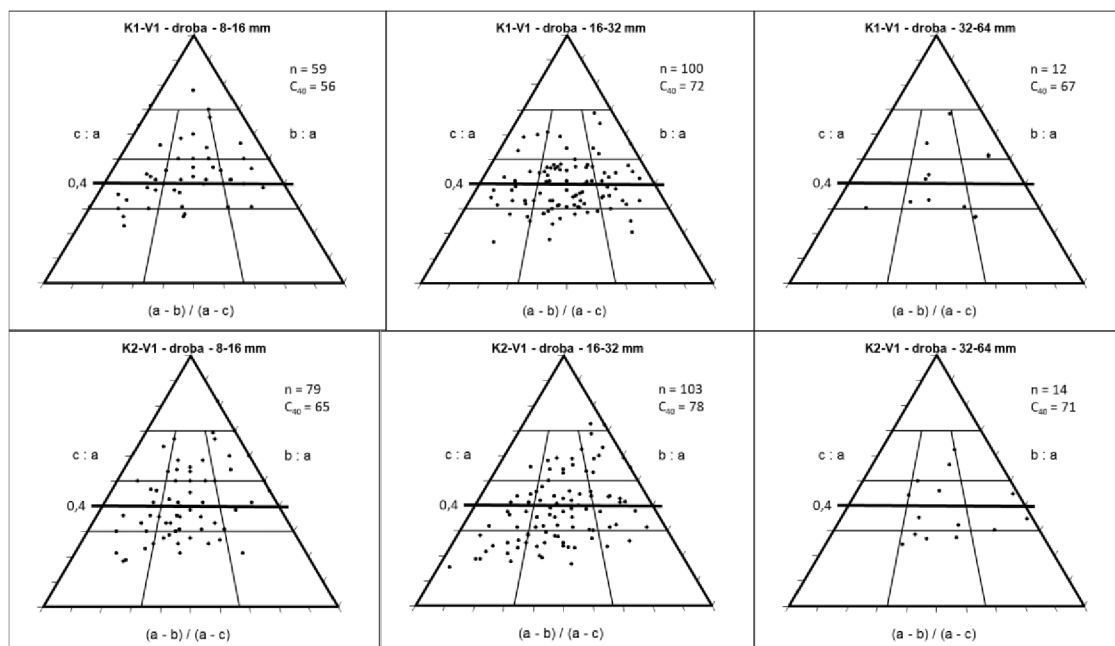 K1-V1 - droba - 8-16 mm
n = 59
C₄₀ = 56
c : a
b : a
0,4
(a - b) / (a - c)
K1-V1 - droba - 16-32 mm
n = 100
C₄₀ = 72
c : a
b : a
0,4
(a - b) / (a - c)
K1-V1 - droba - 32-64 mm
n = 12
C₄₀ = 67
c : a
b : a
0,4
(a - b) / (a - c)
K2-V1 - droba - 8-16 mm
n = 79
C₄₀ = 65
c : a
b : a
0,4
(a - b) / (a - c)
K2-V1 - droba - 16-32 mm
n = 103
C₄₀ = 78
c : a
b : a
0,4
(a - b) / (a - c)
K2-V1 - droba - 32-64 mm
n = 14
C₄₀ = 71
c : a
b : a
0,4
(a - b) / (a - c)